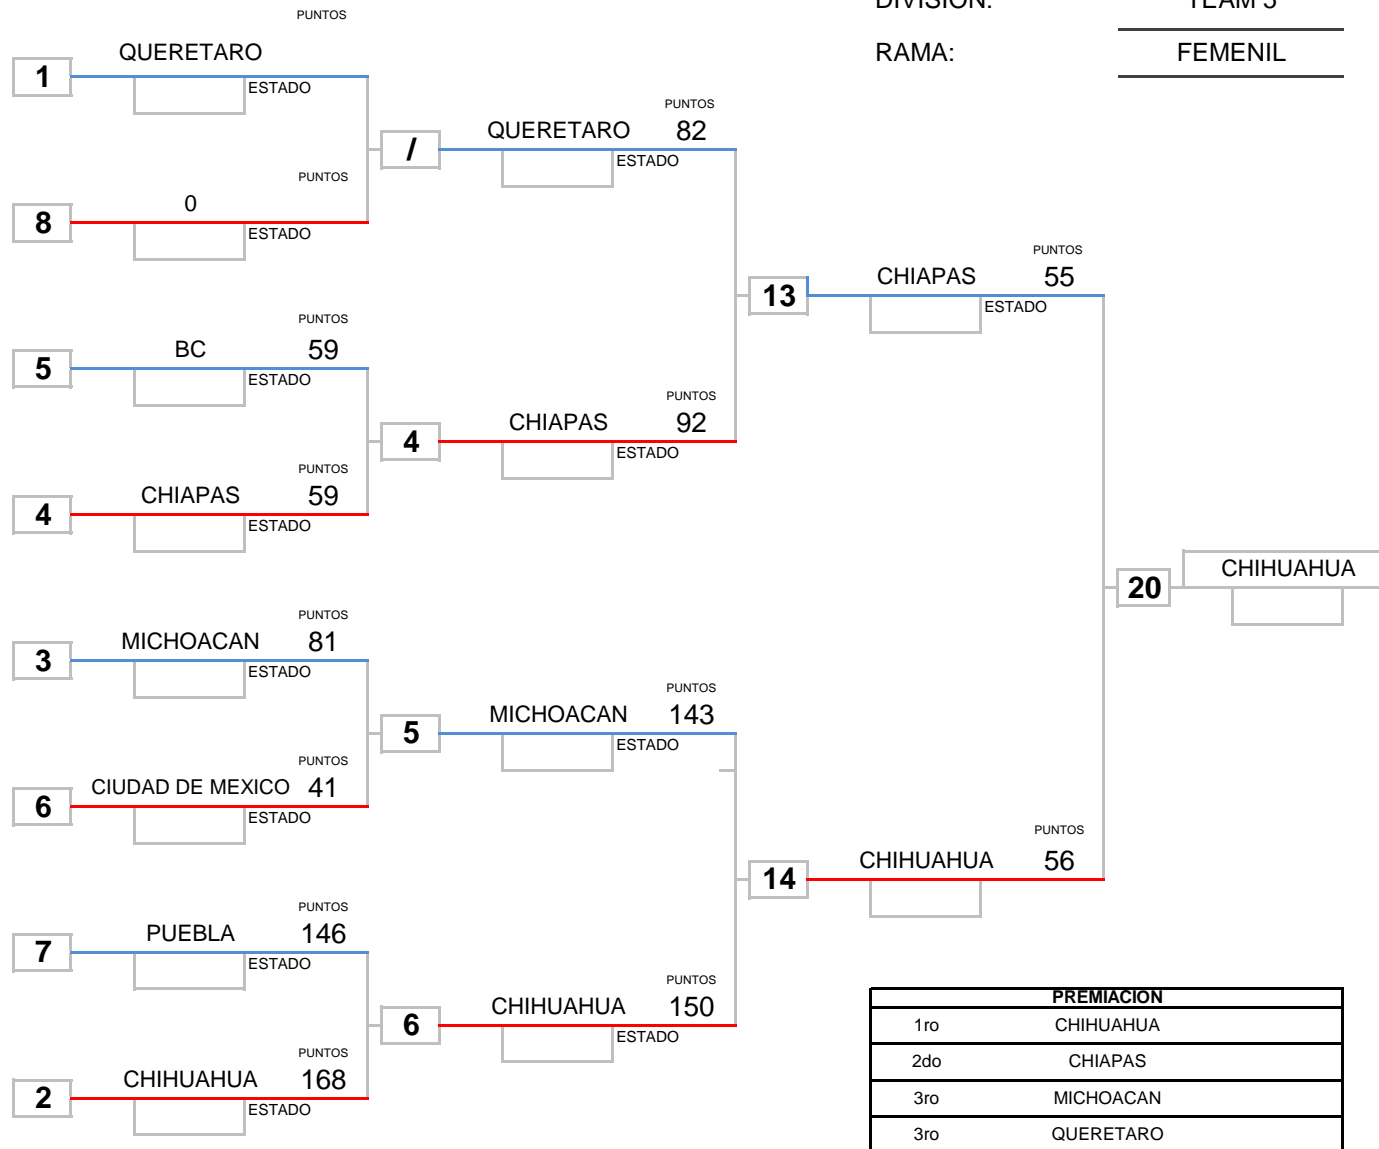 DIVISION: TEAM 3
PUNTOS
QUERETARO
1
ESTADO
RAMA: FEMENIL
PUNTOS
QUERETARO 82
/
ESTADO
PUNTOS
0
8
ESTADO
PUNTOS
CHIAPAS 55
13
ESTADO
PUNTOS
BC 59
5
ESTADO
PUNTOS
CHIAPAS 92
4
ESTADO
PUNTOS
CHIAPAS 59
4
ESTADO
20
CHIHUAHUA
PUNTOS
MICHOACAN 81
3
ESTADO
PUNTOS
MICHOACAN 143
5
ESTADO
PUNTOS
CIUDAD DE MEXICO 41
6
ESTADO
PUNTOS
CHIHUAHUA 56
14
PUNTOS
PUEBLA 146
7
ESTADO
PUNTOS
CHIHUAHUA 150
6
ESTADO
PUNTOS
CHIHUAHUA 168
2
ESTADO
PREMIACION
1ro CHIHUAHUA
2do CHIAPAS
3ro MICHOACAN
3ro QUERETARO